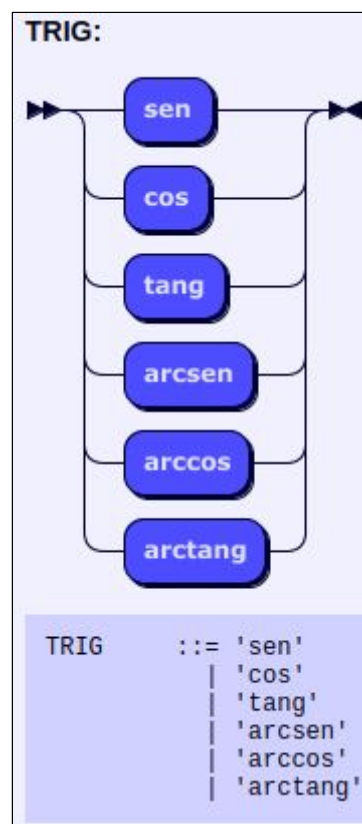 TRIG:
sen
cos
tang
arcsen
arccos
arctang
TRIG ::= 'sen'
| 'cos'
| 'tang'
| 'arcsen'
| 'arccos'
| 'arctang'